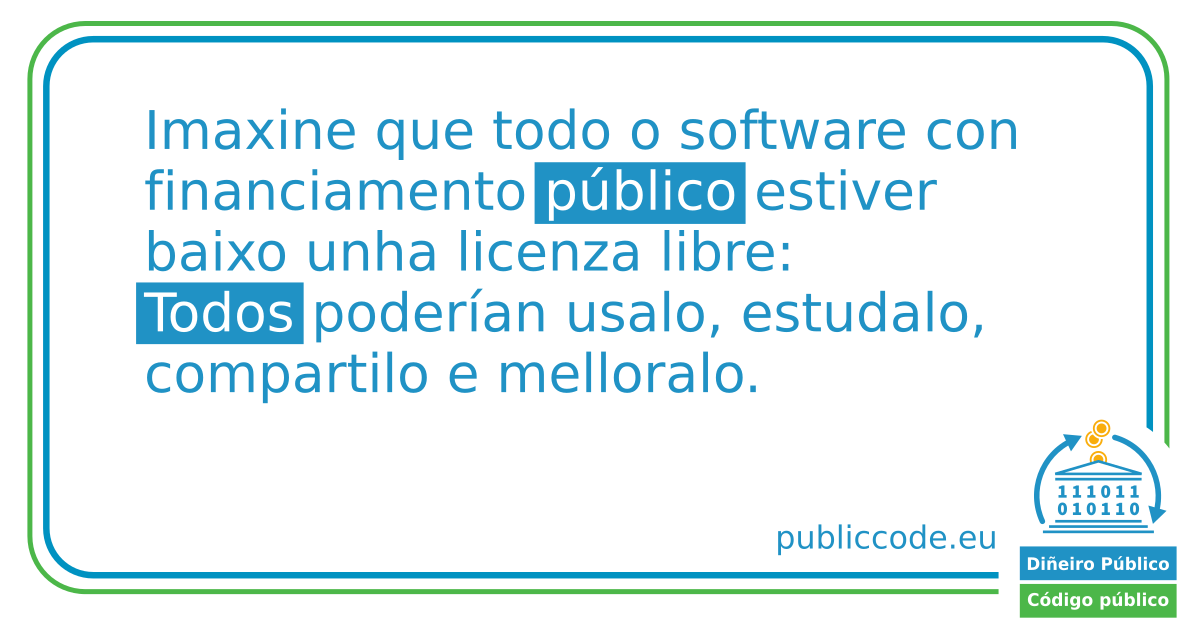 Imaxine que todo o software con
financiamento público estiver
baixo unha licenza libre:
Todos poderían usalo, estudalo,
compartilo e melloralo.
publiccode.eu
111011
010110
Diñeiro Público
Código público